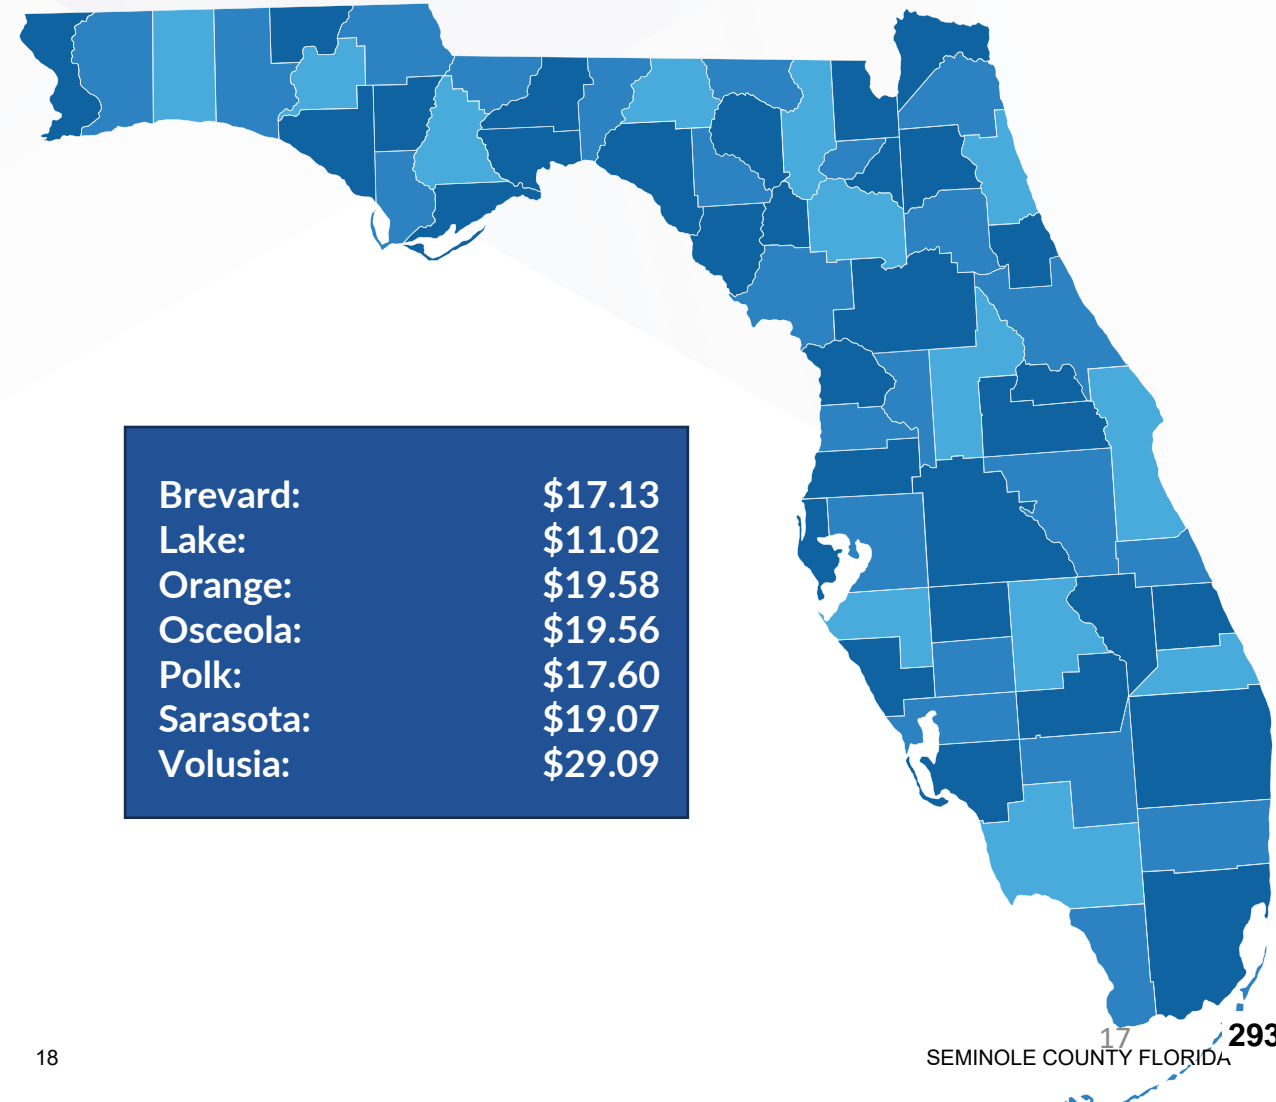 Brevard: $17.13
Lake: $11.02
Orange: $19.58
Osceola: $19.56
Polk: $17.60
Sarasota: $19.07
Volusia: $29.09
17
293
18
SEMINOLE COUNTY FLORIDA